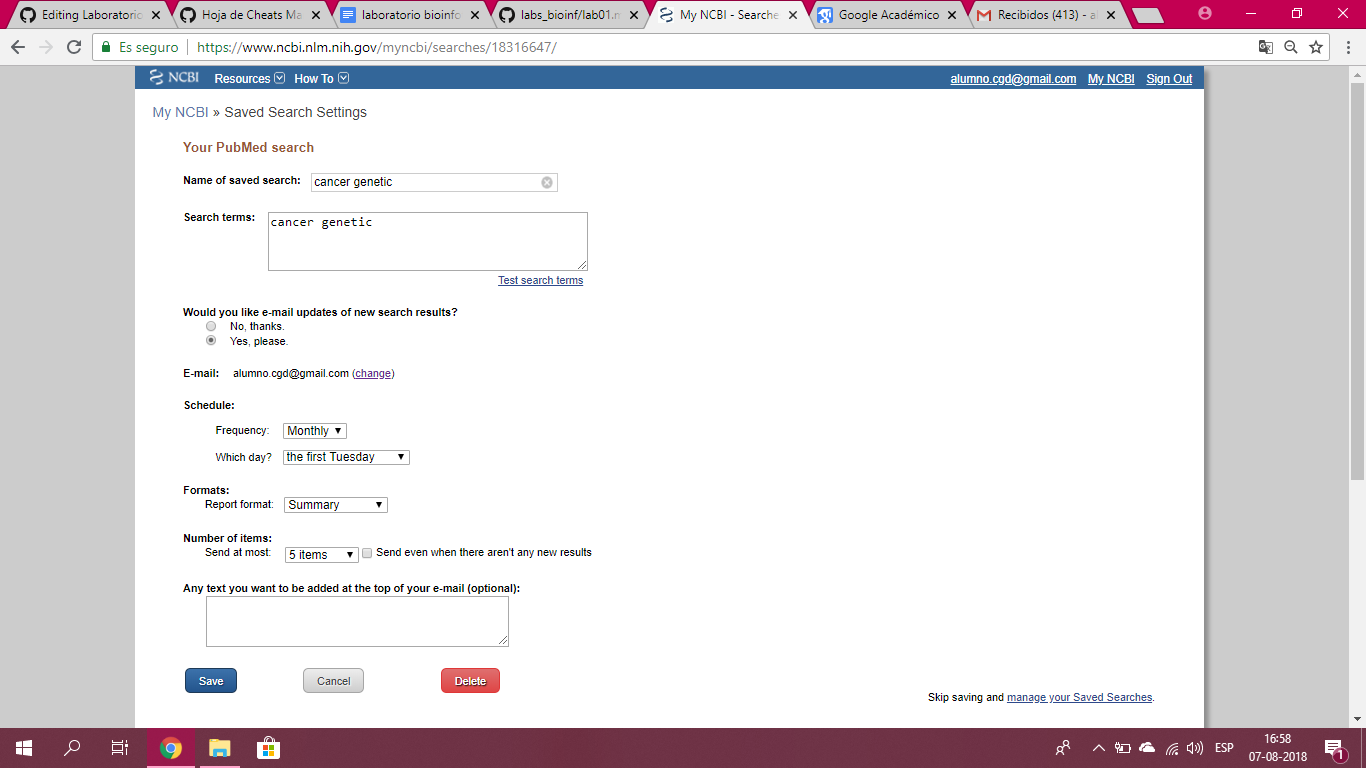 Editing Laboratorio
Hoja de Cheats Ma
laboratorio bioinfo
labs_bioinf/lab01.m
My NCBI - Searche
Google Académico
Recibidos (413) - a
Es seguro
https://www.ncbi.nlm.nih.gov/myncbi/searches/18316647/
NCBI Resources How To
alumno.cgd@gmail.com My NCBI Sign Out
My NCBI » Saved Search Settings
Your PubMed search
Name of saved search: cancer genetic
Search terms: cancer genetic
Test search terms
Would you like e-mail updates of new search results?
No, thanks.
Yes, please.
E-mail: alumno.cgd@gmail.com (change)
Schedule:
Frequency: Monthly
Which day? the first Tuesday
Formats:
Report format: Summary
Number of items:
Send at most: 5 items Send even when there aren't any new results
Any text you want to be added at the top of your e-mail (optional):
Save Cancel Delete
Skip saving and manage your Saved Searches.
ESP
16:58
07-08-2018
1